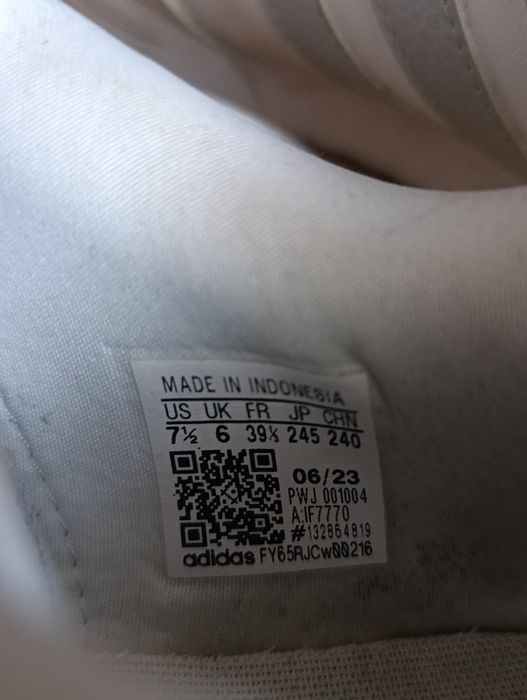 MADE IN INDONESIA
US UK FR JP CHN
7½ 6 39⅓ 245 240
06/23
PWJ 001004
A:IF7770
#132864819
adidas FY65RJCw00216